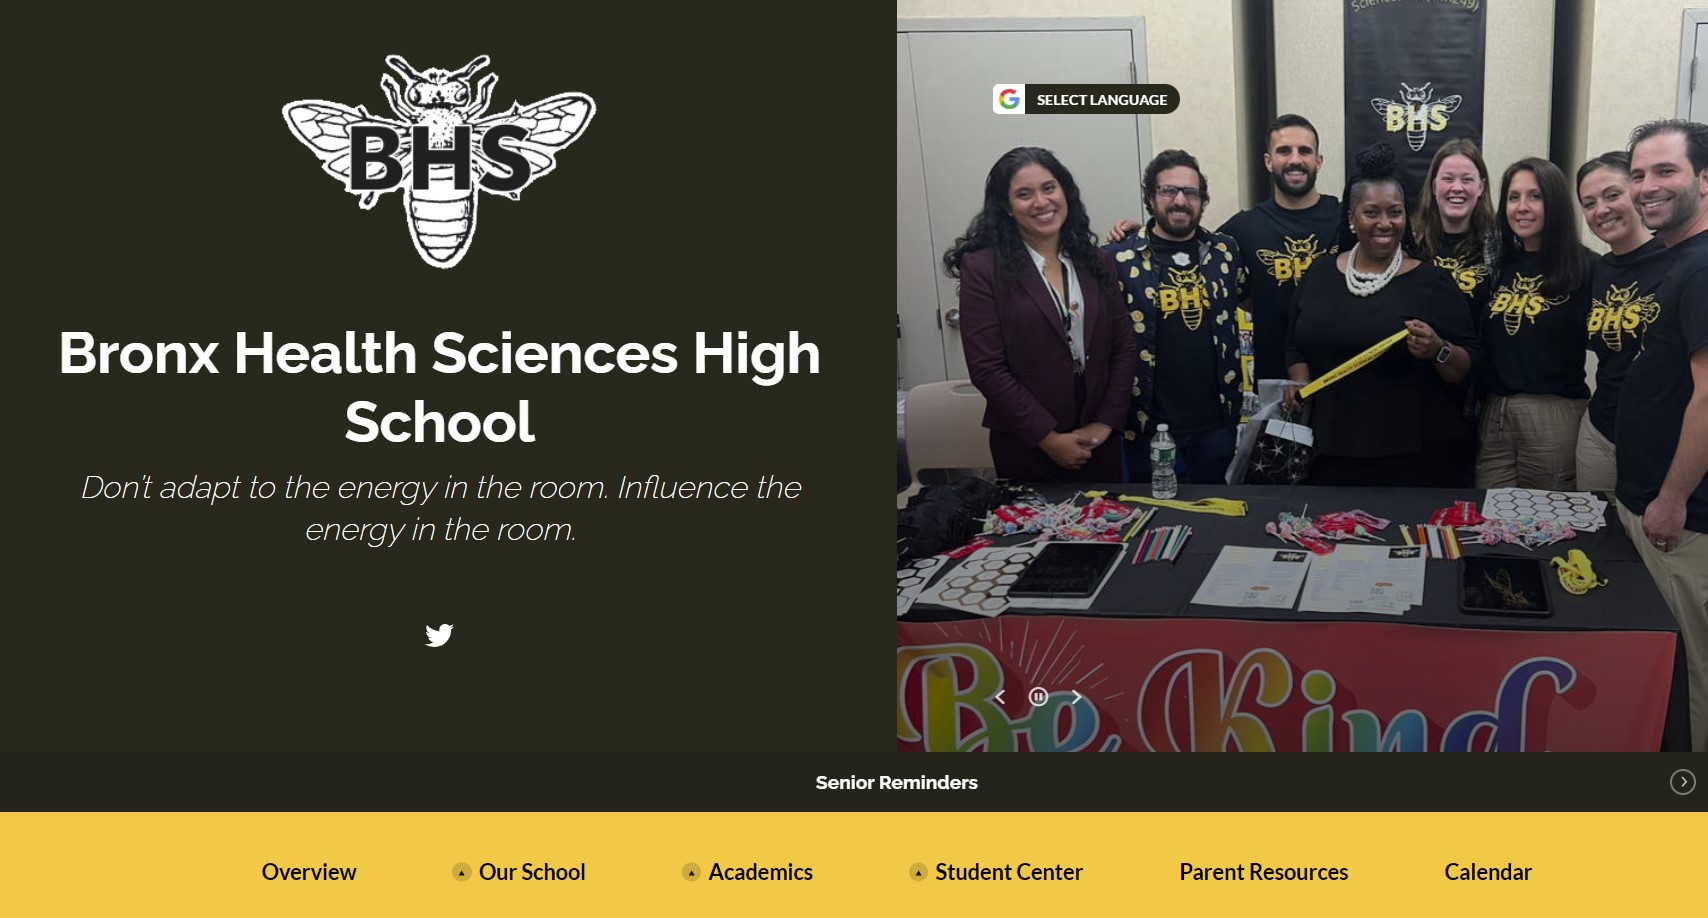 BHS
Bronx Health Sciences High
School
Don't adapt to the energy in the room. Influence the
energy in the room.
SELECT LANGUAGE
BHS
BH
BH
BHS
BHS
Be Kind
Senior Reminders
Overview
Our School
Academics
Student Center
Parent Resources
Calendar